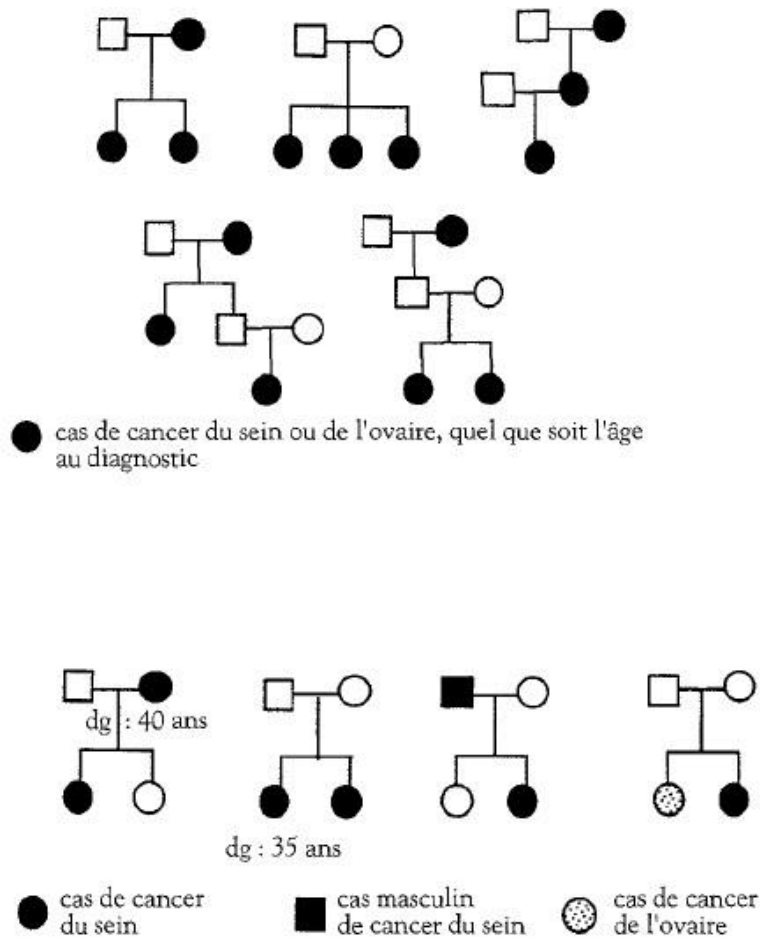 cas de cancer du sein ou de l'ovaire, quel que soit l'âge
au diagnostic
dg : 40 ans
dg : 35 ans
cas de cancer
du sein
cas masculin
de cancer du sein
cas de cancer
de l'ovaire